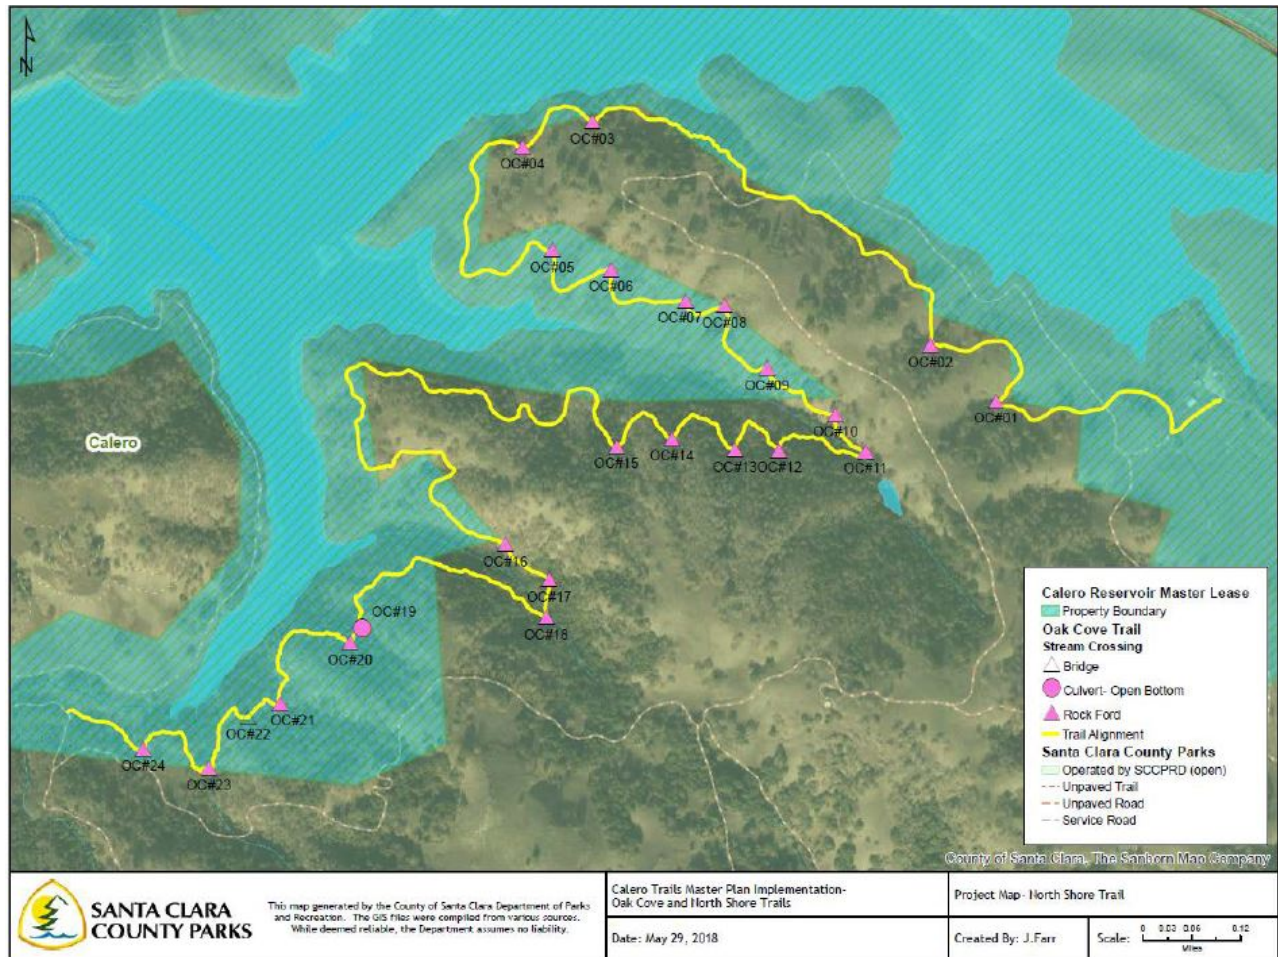 N
OC#03
OC#04
OC#05
OC#06
OC#07
OC#08
OC#02
OC#09
OC#01
OC#10
Calero
OC#15
OC#14
OC#13
OC#12
OC#11
OC#16
OC#17
OC#19
OC#18
OC#20
OC#21
OC#22
OC#24
OC#23
Calero Reservoir Master Lease
Property Boundary
Oak Cove Trail
Stream Crossing
Bridge
Culvert- Open Bottom
Rock Ford
Trail Alignment
Santa Clara County Parks
Operated by SCCPRD (open)
Unpaved Trail
Unpaved Road
Service Road
County of Santa Clara, The Sanborn Map Company
SANTA CLARA
COUNTY PARKS
This map generated by the County of Santa Clara Department of Parks
and Recreation. The GIS files were compiled from various sources.
While deemed reliable, the Department assumes no liability.
Calero Trails Master Plan Implementation-
Oak Cove and North Shore Trails
Date: May 29, 2018
Project Map- North Shore Trail
Created By: J.Farr
Scale:
0 0.03 0.06 0.12
Miles